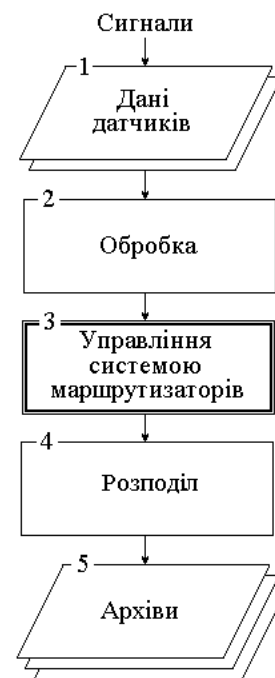 Сигнали
1
Дані
датчиків
2
Обробка
3
Управління
системою
маршрутизаторів
4
Розподіл
5
Архіви